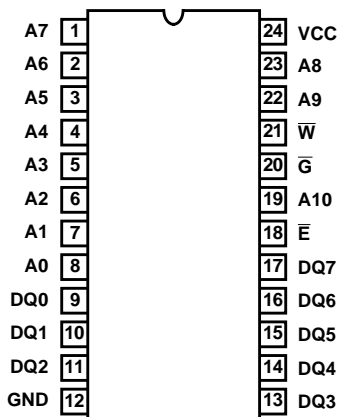 A7 1 24 VCC
A6 2 23 A8
A5 3 22 A9
A4 4 21 W̅
A3 5 20 G̅
A2 6 19 A10
A1 7 18 E̅
A0 8 17 DQ7
DQ0 9 16 DQ6
DQ1 10 15 DQ5
DQ2 11 14 DQ4
GND 12 13 DQ3